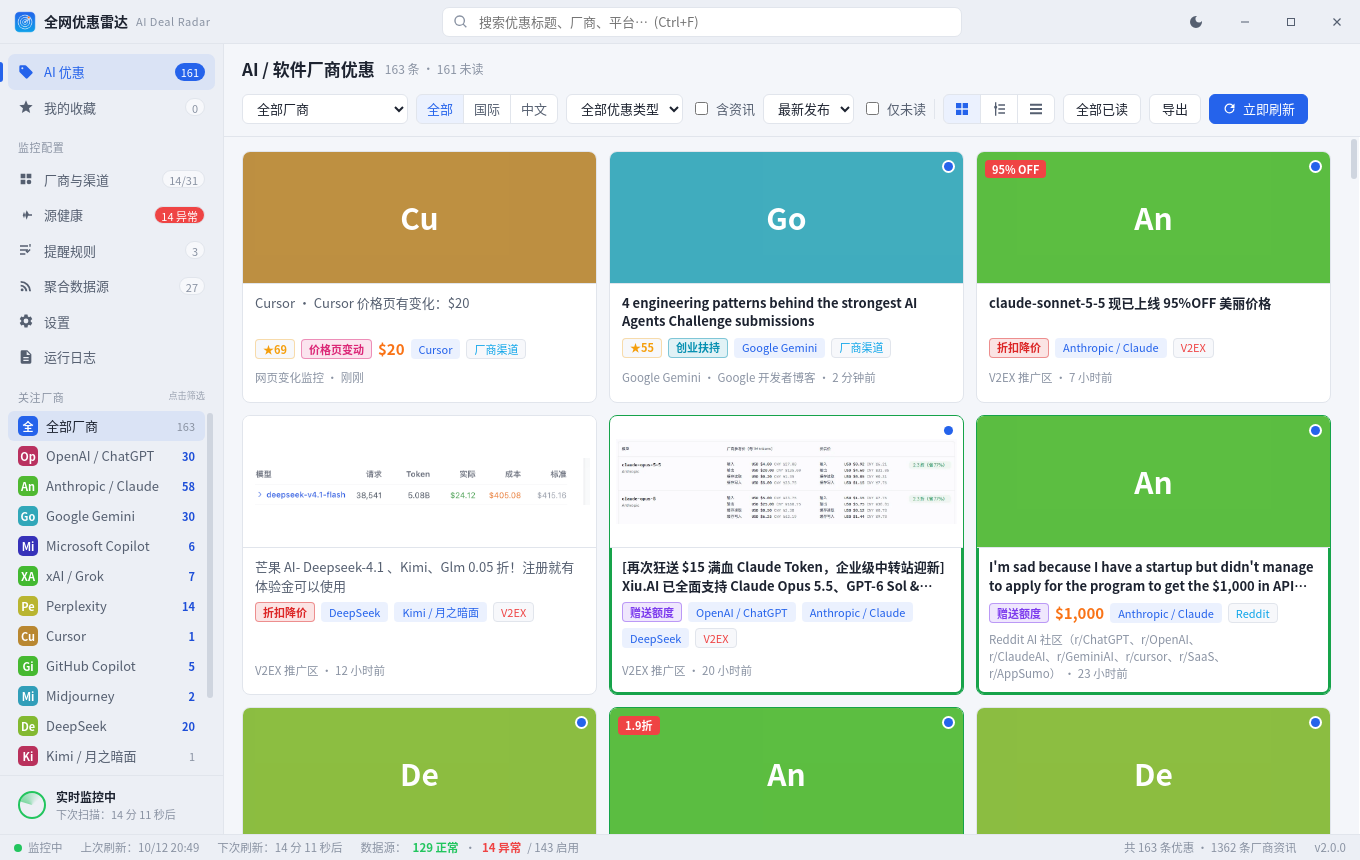 全网优惠雷达 AI Deal Radar
搜索优惠标题、厂商、平台… (Ctrl+F)
AI 优惠 161
我的收藏 0
监控配置
厂商与渠道 14/31
源健康 14 异常
提醒规则 3
聚合数据源 27
设置
运行日志
关注厂商 点击筛选
全 全部厂商 163
Op OpenAI / ChatGPT 30
An Anthropic / Claude 58
Go Google Gemini 30
Mi Microsoft Copilot 6
XA xAI / Grok 7
Pe Perplexity 14
Cu Cursor 1
Gi GitHub Copilot 5
Mi Midjourney 2
De DeepSeek 20
Ki Kimi / 月之暗面 1
实时监控中
下次扫描：14 分 11 秒后
AI / 软件厂商优惠 163 条 · 161 未读
全部厂商 全部 国际 中文 全部优惠类型 含资讯 最新发布 仅未读 全部已读 导出 立即刷新
Cu
Cursor · Cursor 价格页有变化：$20
★69 价格页变动 $20 Cursor 厂商渠道
网页变化监控 · 刚刚
Go
4 engineering patterns behind the strongest AI
Agents Challenge submissions
★55 创业扶持 Google Gemini 厂商渠道
Google Gemini · Google 开发者博客 · 2 分钟前
95% OFF
An
claude-sonnet-5-5 现已上线 95%OFF 美丽价格
折扣降价 Anthropic / Claude V2EX
V2EX 推广区 · 7 小时前
模型 请求 Token 实际 成本 标准
deepseek-v4.1-flash 38,541 5.08B $24.12 $405.08 $415.16
芒果 AI- Deepseek-4.1 、Kimi、Glm 0.05 折！注册就有
体验金可以使用
折扣降价 DeepSeek Kimi / 月之暗面 V2EX
V2EX 推广区 · 12 小时前
claude-opus-5-5
claude-opus-5
[再次狂送 $15 满血 Claude Token，企业级中转站迎新]
Xiu.AI 已全面支持 Claude Opus 5.5、GPT-6 Sol &…
赠送额度 OpenAI / ChatGPT Anthropic / Claude
DeepSeek V2EX
V2EX 推广区 · 20 小时前
An
I'm sad because I have a startup but didn't manage
to apply for the program to get the $1,000 in API…
赠送额度 $1,000 Anthropic / Claude Reddit
Reddit AI 社区（r/ChatGPT、r/OpenAI、
r/ClaudeAI、r/GeminiAI、r/cursor、r/SaaS、
r/AppSumo） · 23 小时前
De
1.9折
An
De
监控中 上次刷新：10/12 20:49 下次刷新：14 分 11 秒后 数据源： 129 正常 · 14 异常 / 143 启用 共 163 条优惠 · 1362 条厂商资讯 v2.0.0